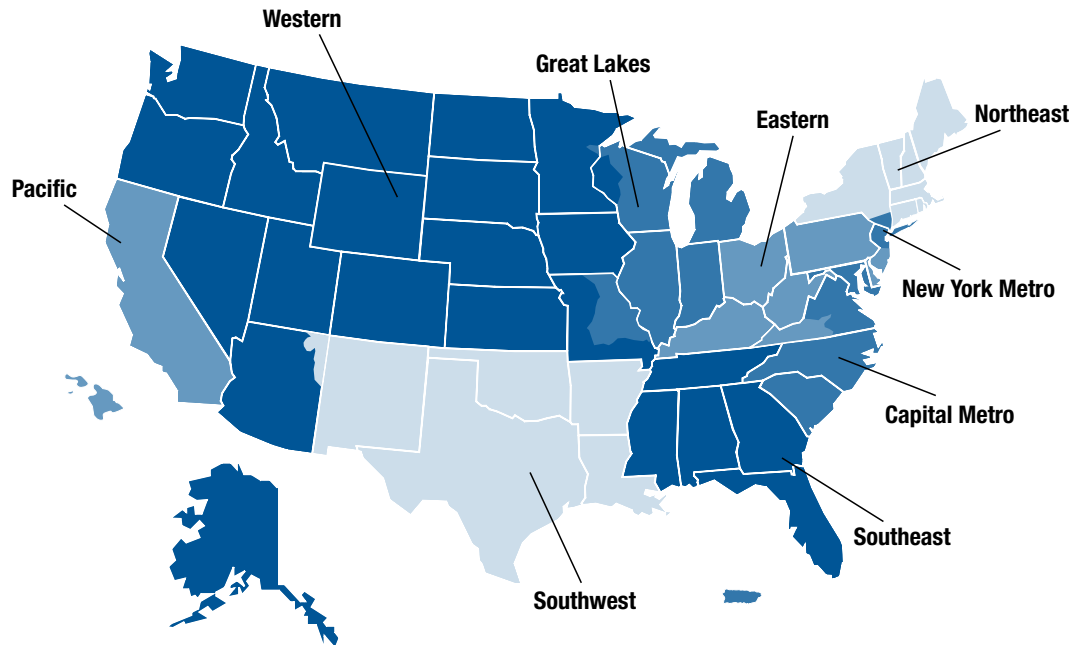 Western
Great Lakes
Eastern
Northeast
Pacific
New York Metro
Capital Metro
Southeast
Southwest